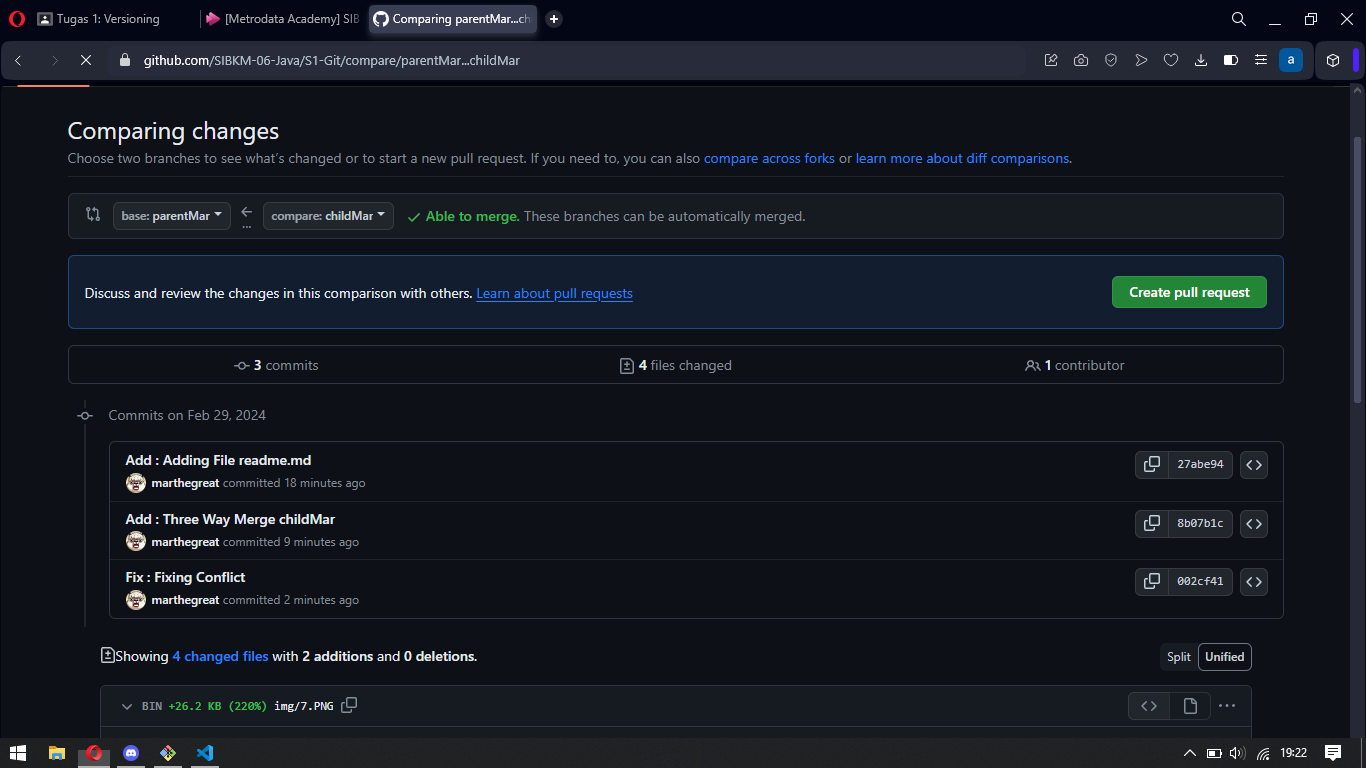 Tugas 1: Versioning
[Metrodata Academy] SIB
Comparing parentMar...ch
github.com/SIBKM-06-Java/S1-Git/compare/parentMar...childMar
a
Comparing changes
Choose two branches to see what's changed or to start a new pull request. If you need to, you can also compare across forks or learn more about diff comparisons.
base: parentMar
...
compare: childMar
Able to merge. These branches can be automatically merged.
Discuss and review the changes in this comparison with others. Learn about pull requests
Create pull request
3 commits
4 files changed
1 contributor
Commits on Feb 29, 2024
Add : Adding File readme.md
27abe94
marthegreat committed 18 minutes ago
Add : Three Way Merge childMar
8b07b1c
marthegreat committed 9 minutes ago
Fix : Fixing Conflict
002cf41
marthegreat committed 2 minutes ago
Showing 4 changed files with 2 additions and 0 deletions.
Split
Unified
BIN +26.2 KB (220%) img/7.PNG
19:22